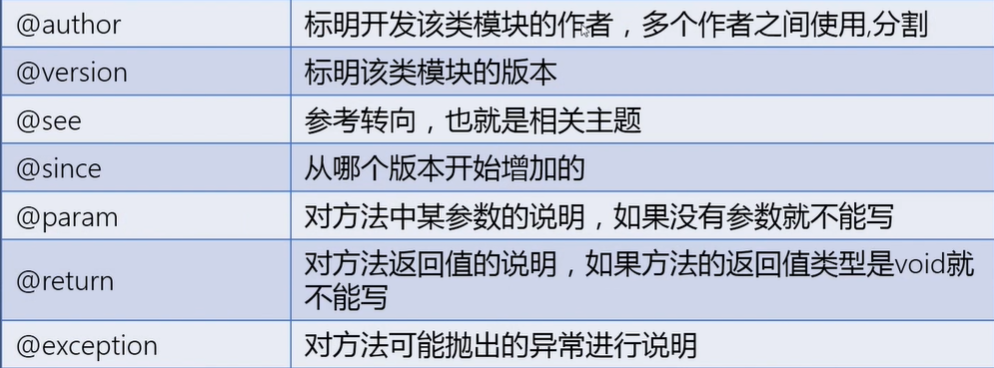 @author 标明开发该类模块的作者，多个作者之间使用,分割
@version 标明该类模块的版本
@see 参考转向，也就是相关主题
@since 从哪个版本开始增加的
@param 对方法中某参数的说明，如果没有参数就不能写
@return 对方法返回值的说明，如果方法的返回值类型是void就
不能写
@exception 对方法可能抛出的异常进行说明